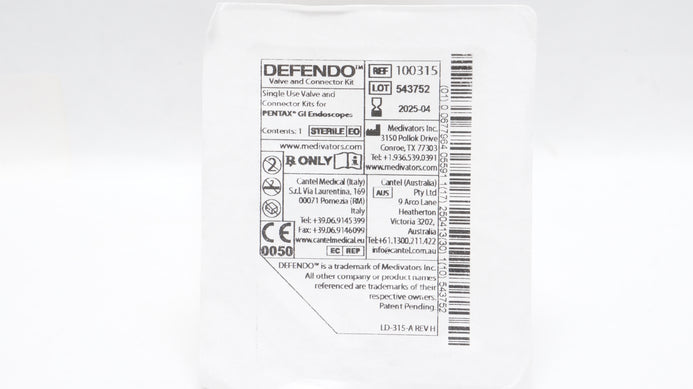 DEFENDO™
Valve and Connector Kit
Single Use Valve and
Connector Kits for
PENTAX® GI Endoscopes
Contents: 1 STERILE EO
www.medivators.com
REF 100315
LOT 543752
2025-04
Medivators Inc.
3150 Pollok Drive
Conroe, TX 77303
Tel: +1.936.539.0391
www.medivators.com
2
Rx ONLY i
Cantel Medical (Italy)
S.r.l. Via Laurentina, 169
00071 Pomezia (RM)
Italy
Tel: +39.06.9145399
Fax: +39.06.9146099
www.cantelmedical.eu
EC REP
CE
0050
Cantel (Australia)
AUS Pty Ltd
9 Arco Lane
Heatherton
Victoria 3202,
Australia
Tel:+61.1300.211.422
info@cantel.com.au
DEFENDO™ is a trademark of Medivators Inc.
All other company or product names
referenced are trademarks of their
respective owners.
Patent Pending.
LD-315-A REV H